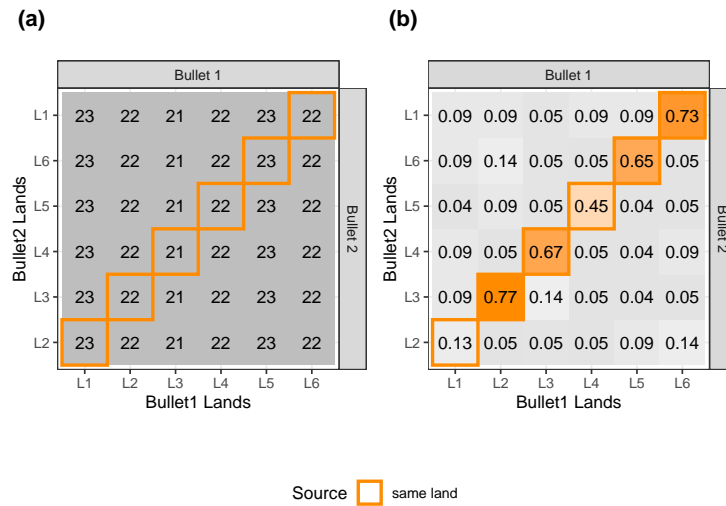 (a)
Bullet 1
L1 23 22 21 22 23 22
L6 23 22 21 22 23 22
L5 23 22 21 22 23 22
L4 23 22 21 22 23 22
L3 23 22 21 22 23 22
L2 23 22 21 22 23 22
L1 L2 L3 L4 L5 L6
Bullet1 Lands
Bullet2 Lands
Bullet 2
(b)
Bullet 1
L1 0.09 0.09 0.05 0.09 0.09 0.73
L6 0.09 0.14 0.05 0.05 0.65 0.05
L5 0.04 0.09 0.05 0.45 0.04 0.05
L4 0.09 0.05 0.67 0.05 0.04 0.09
L3 0.09 0.77 0.14 0.05 0.04 0.05
L2 0.13 0.05 0.05 0.05 0.09 0.14
L1 L2 L3 L4 L5 L6
Bullet1 Lands
Bullet2 Lands
Bullet 2
Source same land